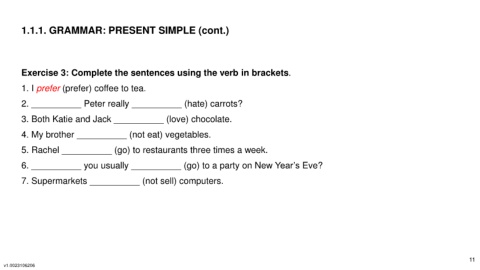 1.1.1. GRAMMAR: PRESENT SIMPLE (cont.)
Exercise 3: Complete the sentences using the verb in brackets.
1. I prefer (prefer) coffee to tea.
2. __________ Peter really __________ (hate) carrots?
3. Both Katie and Jack __________ (love) chocolate.
4. My brother __________ (not eat) vegetables.
5. Rachel __________ (go) to restaurants three times a week.
6. __________ you usually __________ (go) to a party on New Year's Eve?
7. Supermarkets __________ (not sell) computers.
11